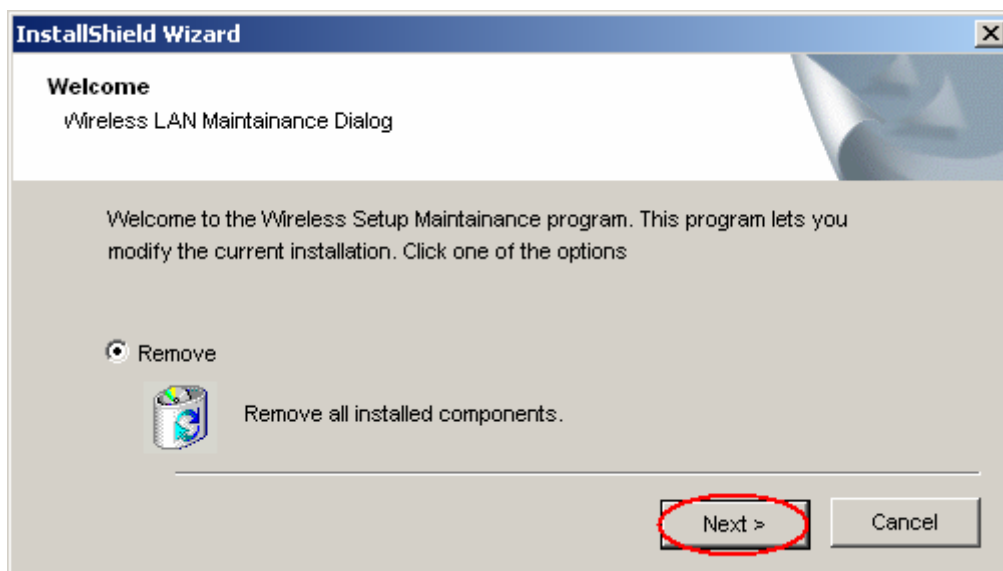 InstallShield Wizard
Welcome
Wireless LAN Maintainance Dialog
Welcome to the Wireless Setup Maintainance program. This program lets you
modify the current installation. Click one of the options
Remove
Remove all installed components.
Next >
Cancel